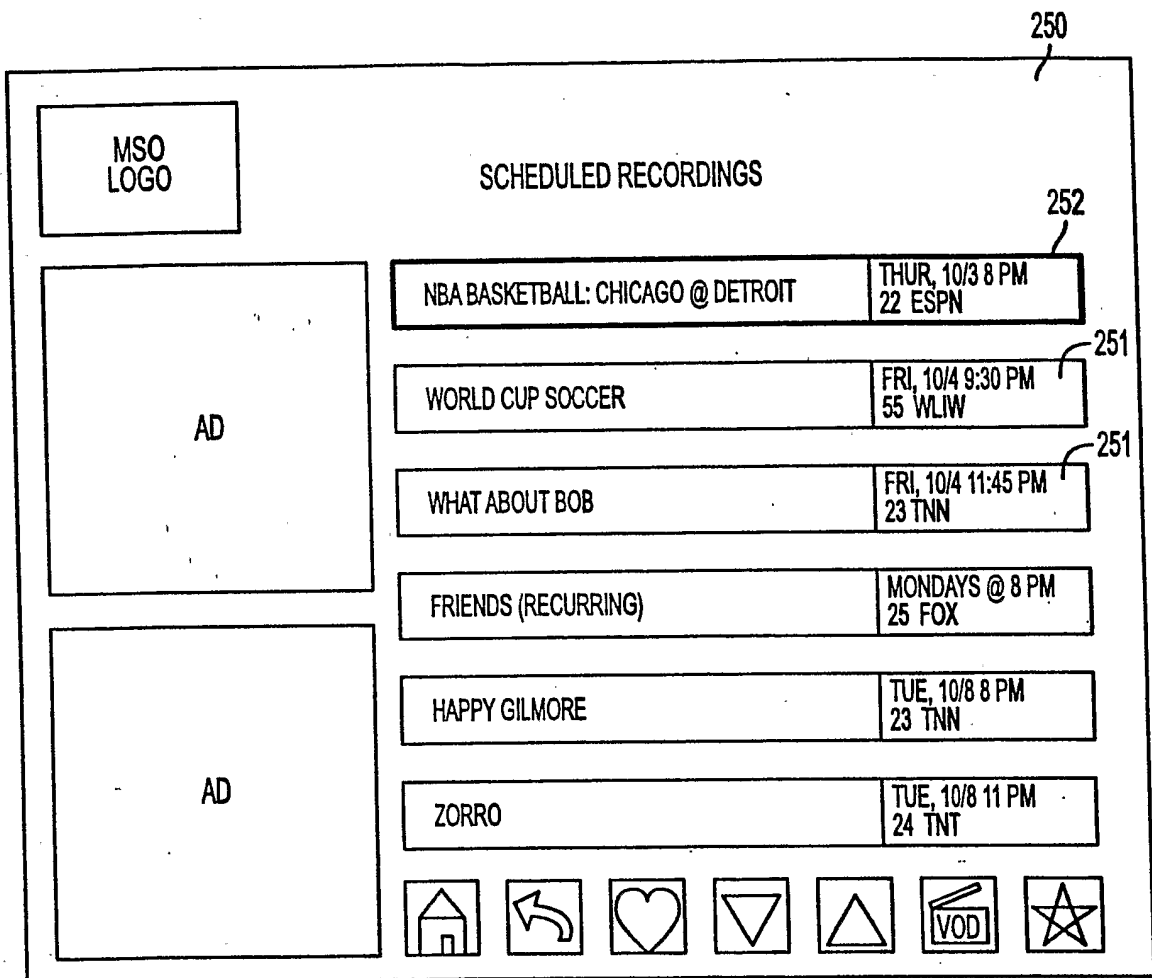 250
MSO
LOGO
SCHEDULED RECORDINGS
252
NBA BASKETBALL: CHICAGO @ DETROIT
THUR, 10/3 8 PM
22 ESPN
251
WORLD CUP SOCCER
FRI, 10/4 9:30 PM
55 WLIW
AD
251
WHAT ABOUT BOB
FRI, 10/4 11:45 PM
23 TNN
FRIENDS (RECURRING)
MONDAYS @ 8 PM
25 FOX
HAPPY GILMORE
TUE, 10/8 8 PM
23 TNN
AD
ZORRO
TUE, 10/8 11 PM
24 TNT
VOD